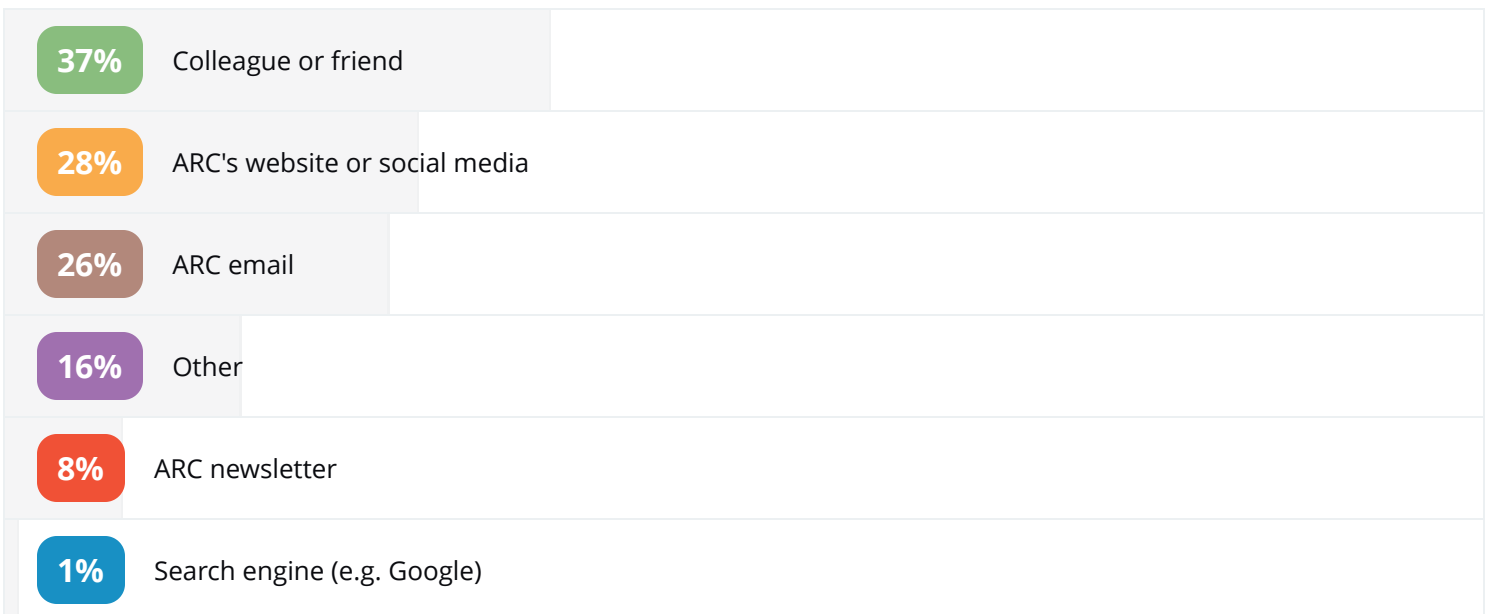 37% Colleague or friend
28% ARC's website or social media
26% ARC email
16% Other
8% ARC newsletter
1% Search engine (e.g. Google)